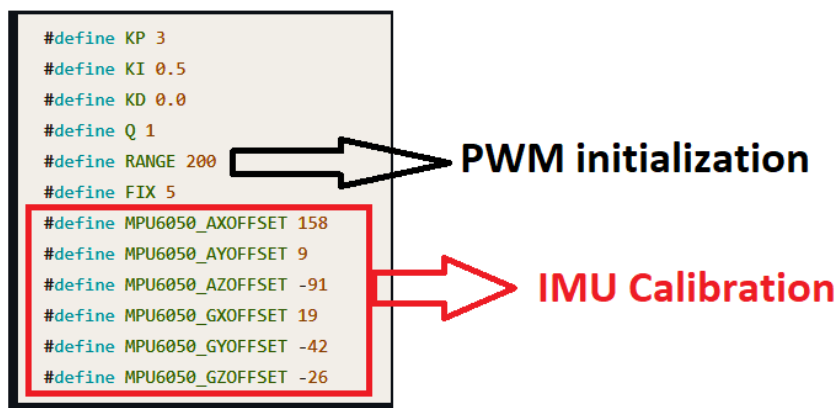 #define KP 3
#define KI 0.5
#define KD 0.0
#define Q 1
#define RANGE 200
PWM initialization
#define FIX 5
#define MPU6050_AXOFFSET 158
#define MPU6050_AYOFFSET 9
#define MPU6050_AZOFFSET -91
IMU Calibration
#define MPU6050_GXOFFSET 19
#define MPU6050_GYOFFSET -42
#define MPU6050_GZOFFSET -26